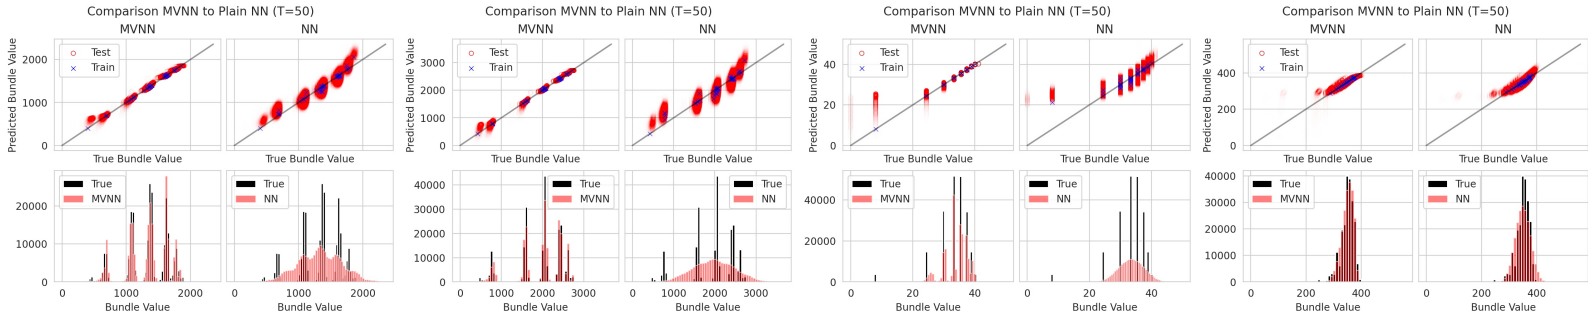 Comparison MVNN to Plain NN (T=50)
MVNN
NN
Predicted Bundle Value
2000
1000
0
Test
Train
True Bundle Value
True Bundle Value
True
MVNN
True
NN
20000
10000
0
0
1000
2000
0
1000
2000
Bundle Value
Bundle Value
Comparison MVNN to Plain NN (T=50)
MVNN
NN
Predicted Bundle Value
3000
2000
1000
0
Test
Train
True Bundle Value
True Bundle Value
True
MVNN
True
NN
40000
30000
20000
10000
0
0
1000
2000
3000
0
1000
2000
3000
Bundle Value
Bundle Value
Comparison MVNN to Plain NN (T=50)
MVNN
NN
Predicted Bundle Value
40
20
0
Test
Train
True Bundle Value
True Bundle Value
True
MVNN
True
NN
40000
20000
0
0
20
40
0
20
40
Bundle Value
Bundle Value
Comparison MVNN to Plain NN (T=50)
MVNN
NN
Predicted Bundle Value
400
200
0
Test
Train
True Bundle Value
True Bundle Value
True
MVNN
True
NN
40000
30000
20000
10000
0
0
200
400
0
200
400
Bundle Value
Bundle Value